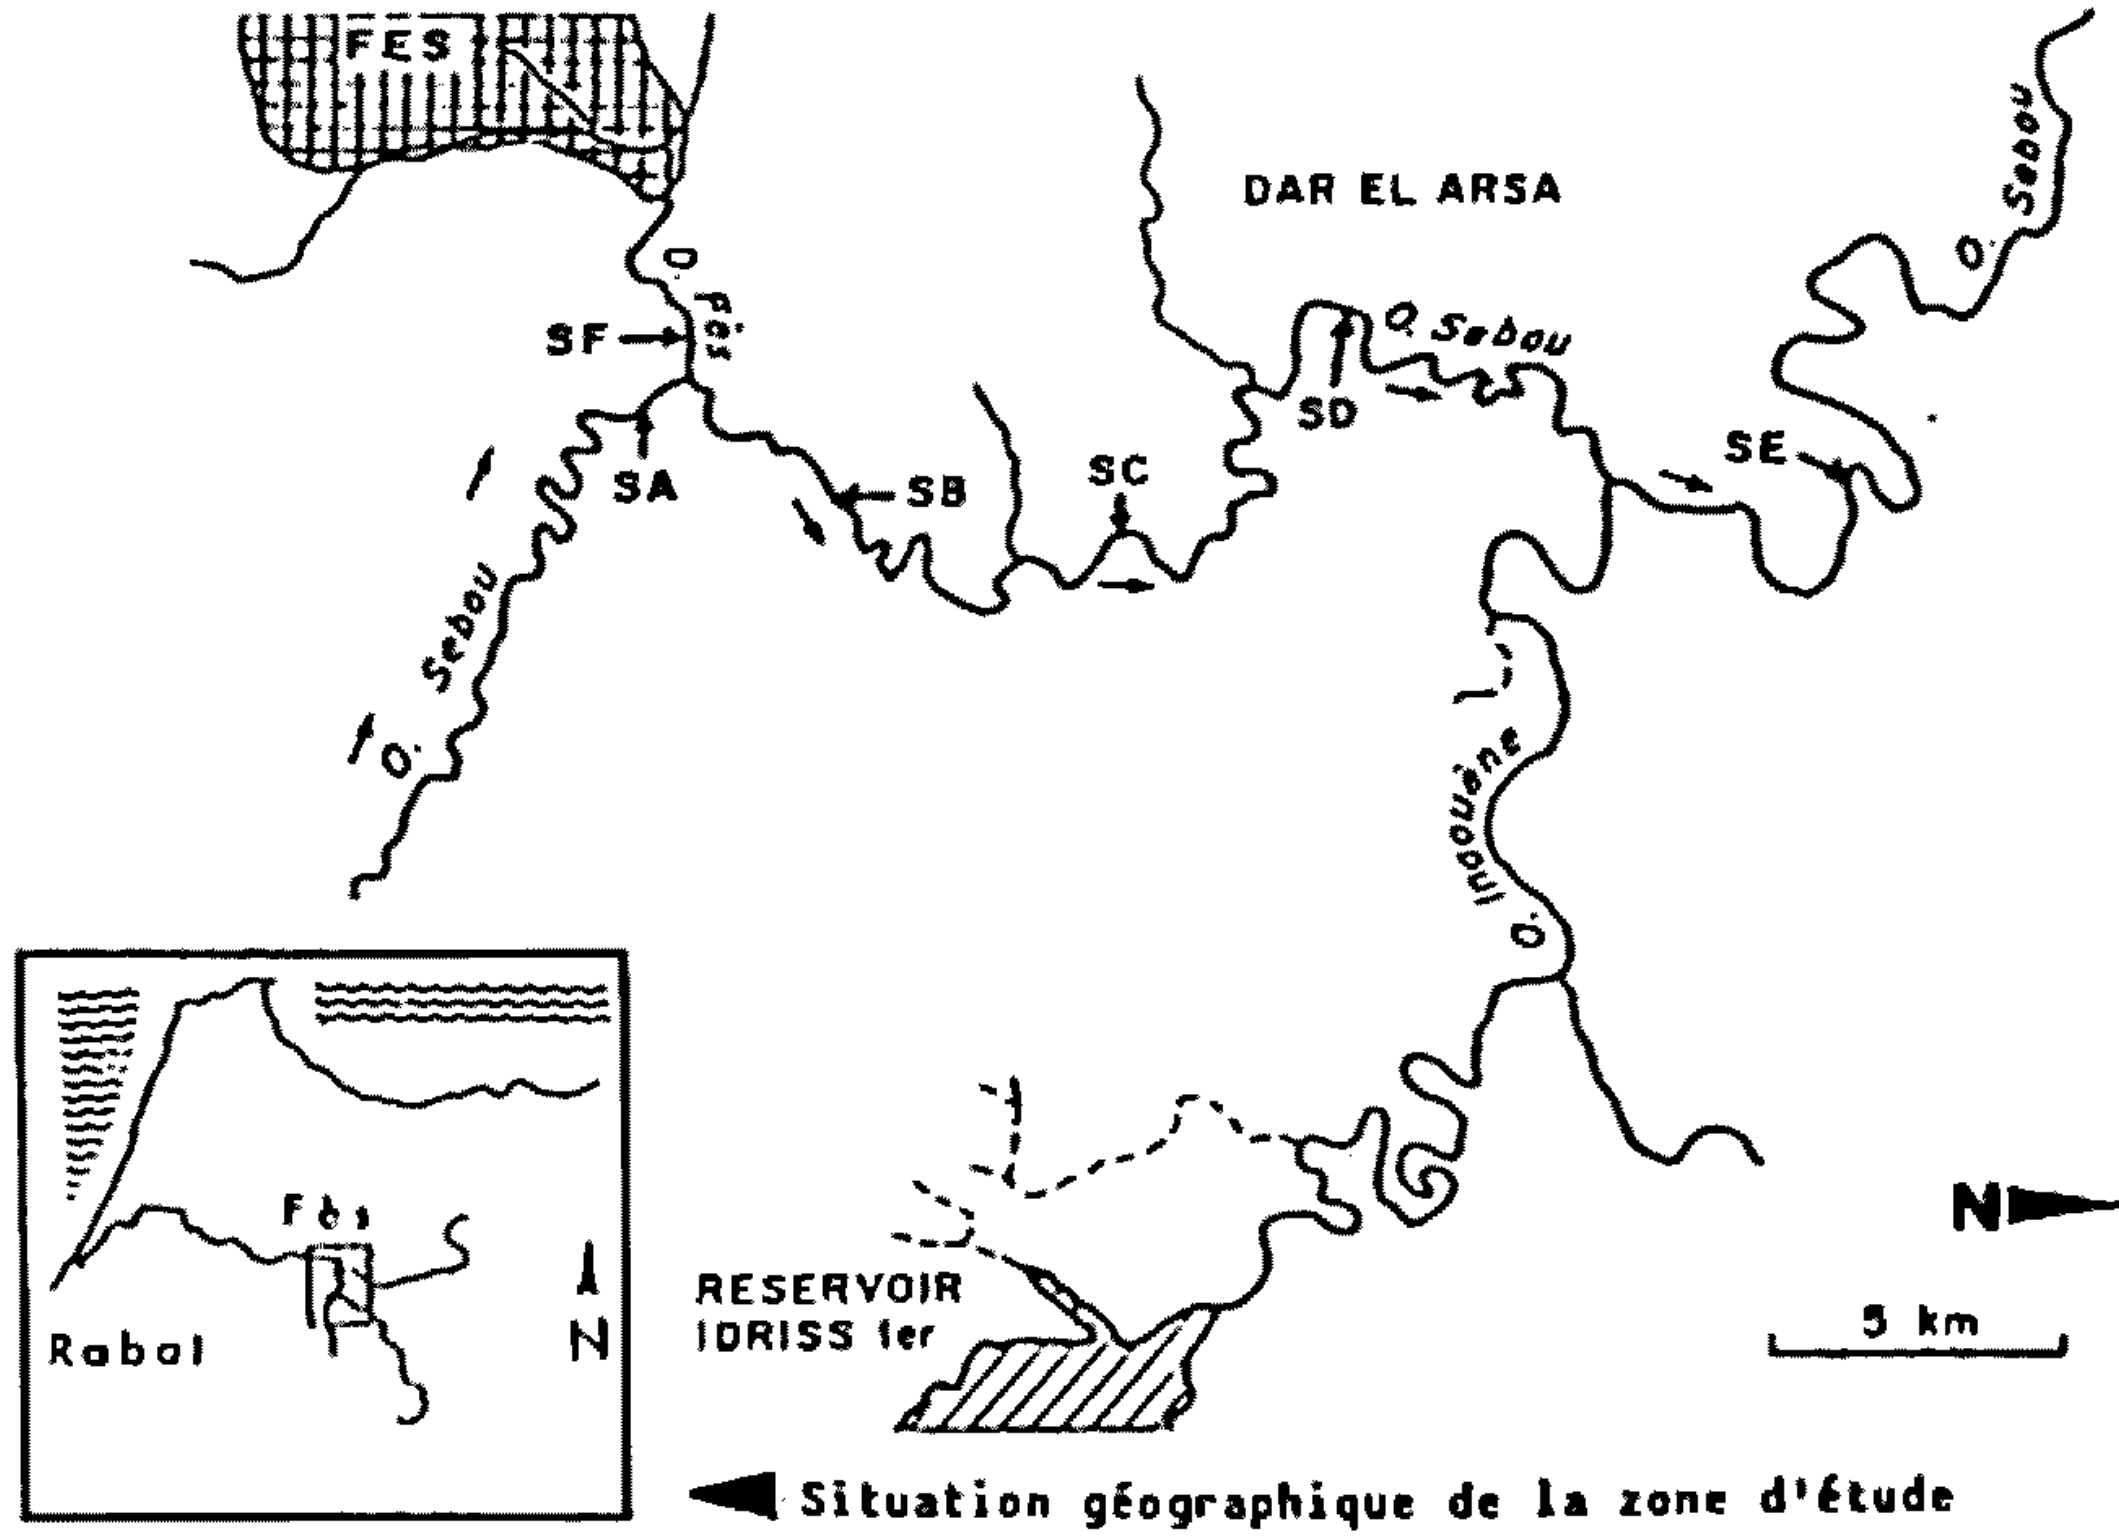 FES
DAR EL ARSA
O. Sebou
O. Fès
SF
O. Sebou
SD
SE
SA
SB
SC
O. Sebou
O. Inaouène
N
Fès
RESERVOIR
IDRISS 1er
5 km
Rabat
N
Situation géographique de la zone d'Étude